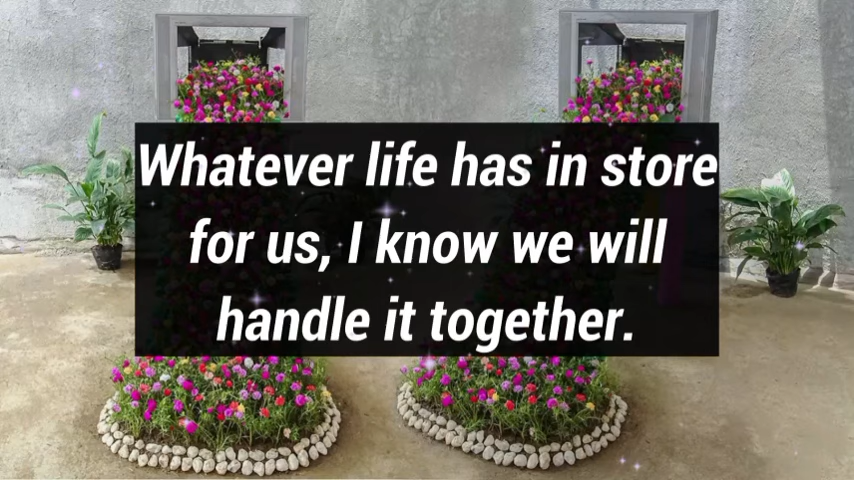 Whatever life has in store
for us, I know we will
handle it together.